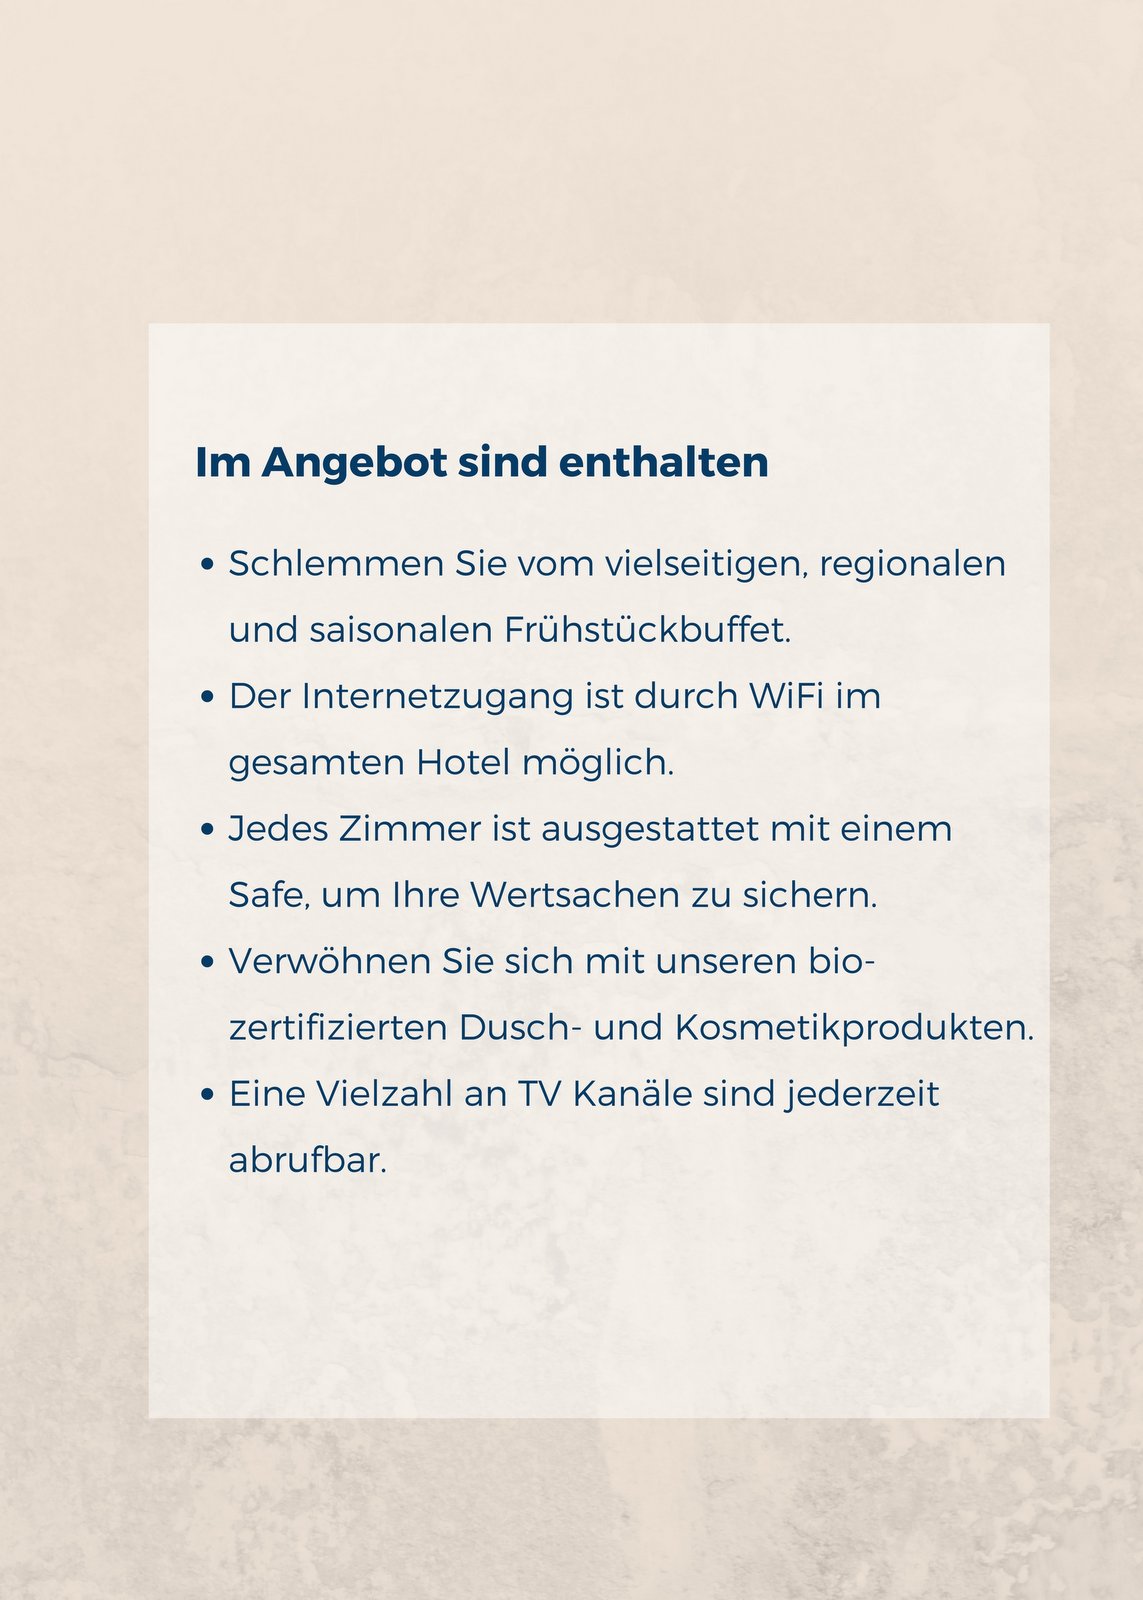 Im Angebot sind enthalten
• Schlemmen Sie vom vielseitigen, regionalen
und saisonalen Frühstückbuffet.
• Der Internetzugang ist durch WiFi im
gesamten Hotel möglich.
• Jedes Zimmer ist ausgestattet mit einem
Safe, um Ihre Wertsachen zu sichern.
• Verwöhnen Sie sich mit unseren bio-
zertifizierten Dusch- und Kosmetikprodukten.
• Eine Vielzahl an TV Kanäle sind jederzeit
abrufbar.